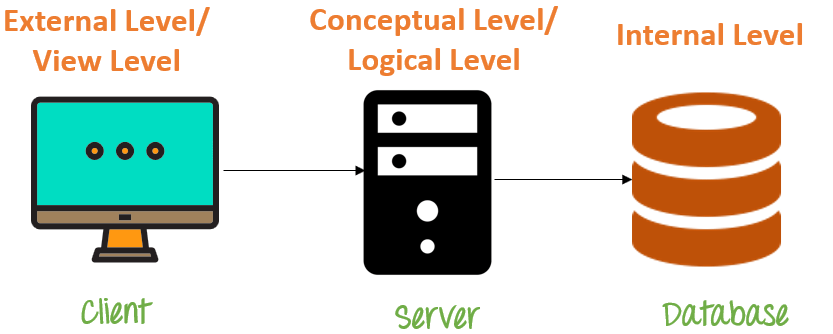 External Level/
View Level
Conceptual Level/
Logical Level
Internal Level
Client
Server
Database